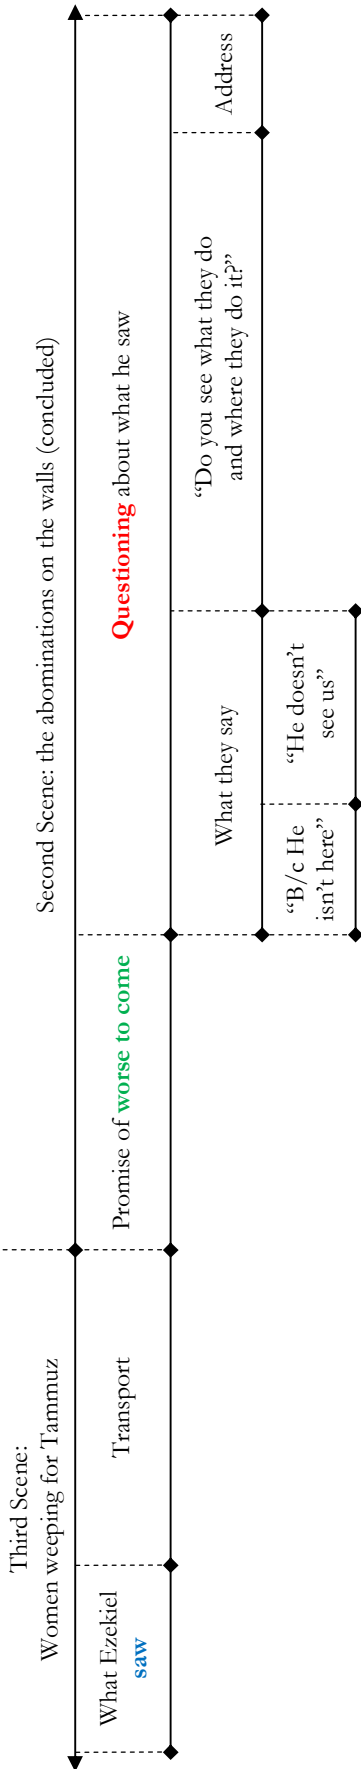 Third Scene:
Women weeping for Tammuz
Second Scene: the abominations on the walls (concluded)
What Ezekiel
saw
Transport
Promise of worse to come
Questioning about what he saw
What they say
“Do you see what they do
and where they do it?”
Address
“B/c He
isn’t here”
“He doesn’t
see us”